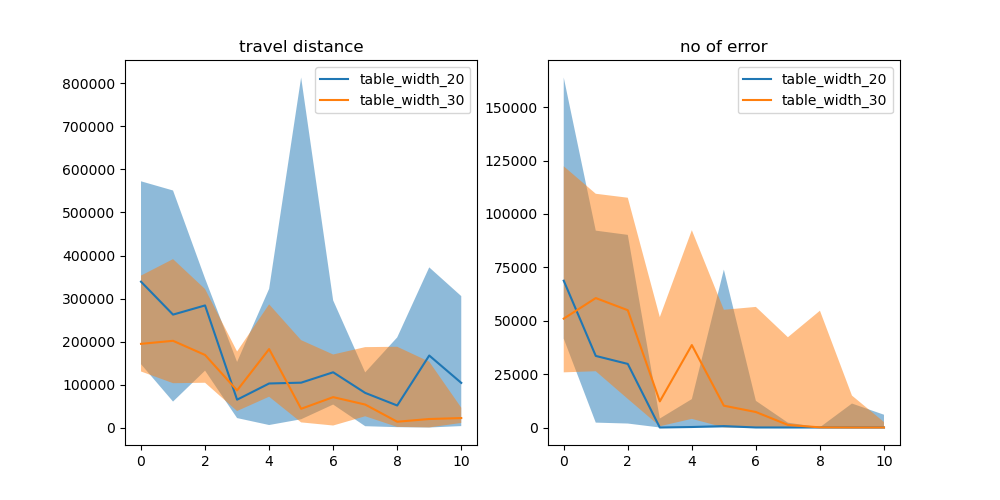 travel distance
table_width_20
table_width_30
800000
700000
600000
500000
400000
300000
200000
100000
0
0 2 4 6 8 10
no of error
table_width_20
table_width_30
150000
125000
100000
75000
50000
25000
0
0 2 4 6 8 10